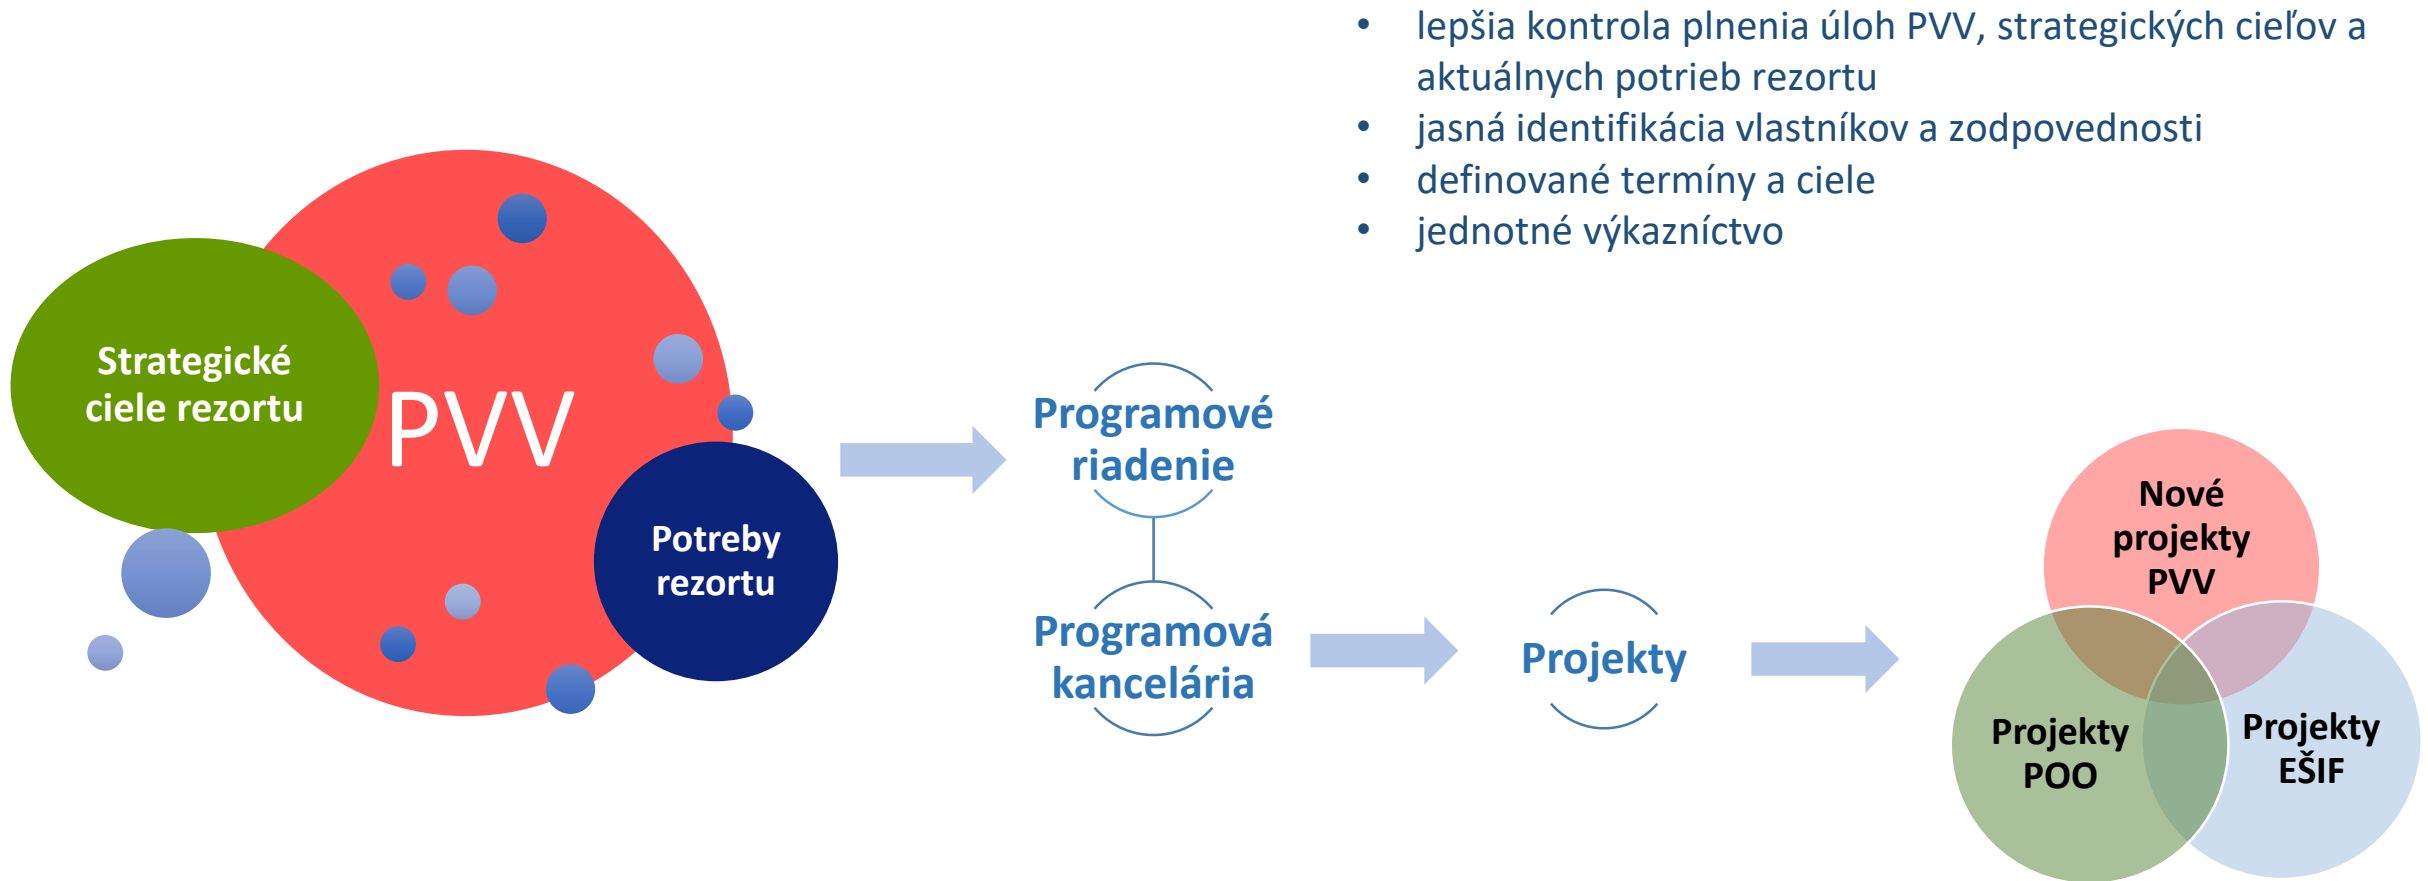 • lepšia kontrola plnenia úloh PVV, strategických cieľov a
aktuálnych potrieb rezortu
• jasná identifikácia vlastníkov a zodpovednosti
• definované termíny a ciele
• jednotné výkazníctvo
Strategické
ciele rezortu
PVV
Potreby
rezortu
Programové
riadenie
Programová
kancelária
Projekty
Nové
projekty
PVV
Projekty
POO
Projekty
EŠIF